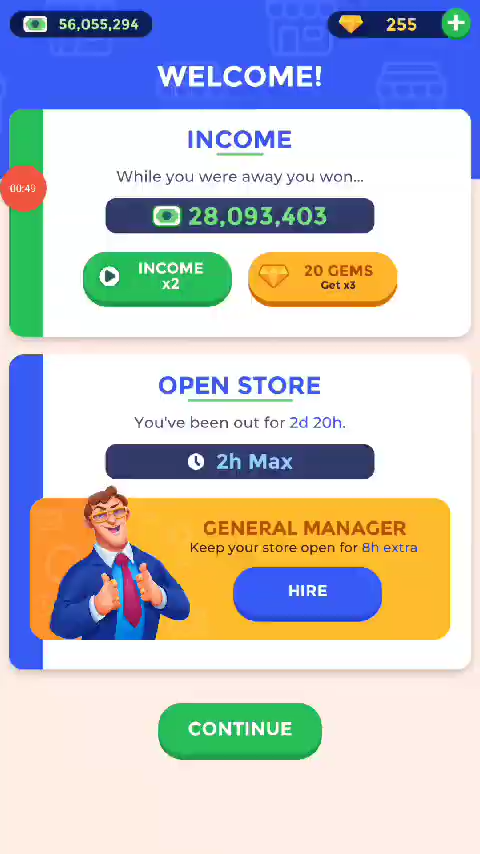 56,055,294
255
WELCOME!
INCOME
While you were away you won...
00:49
28,093,403
INCOME
x2
20 GEMS
Get x3
OPEN STORE
You've been out for 2d 20h.
2h Max
GENERAL MANAGER
Keep your store open for 8h extra
HIRE
CONTINUE